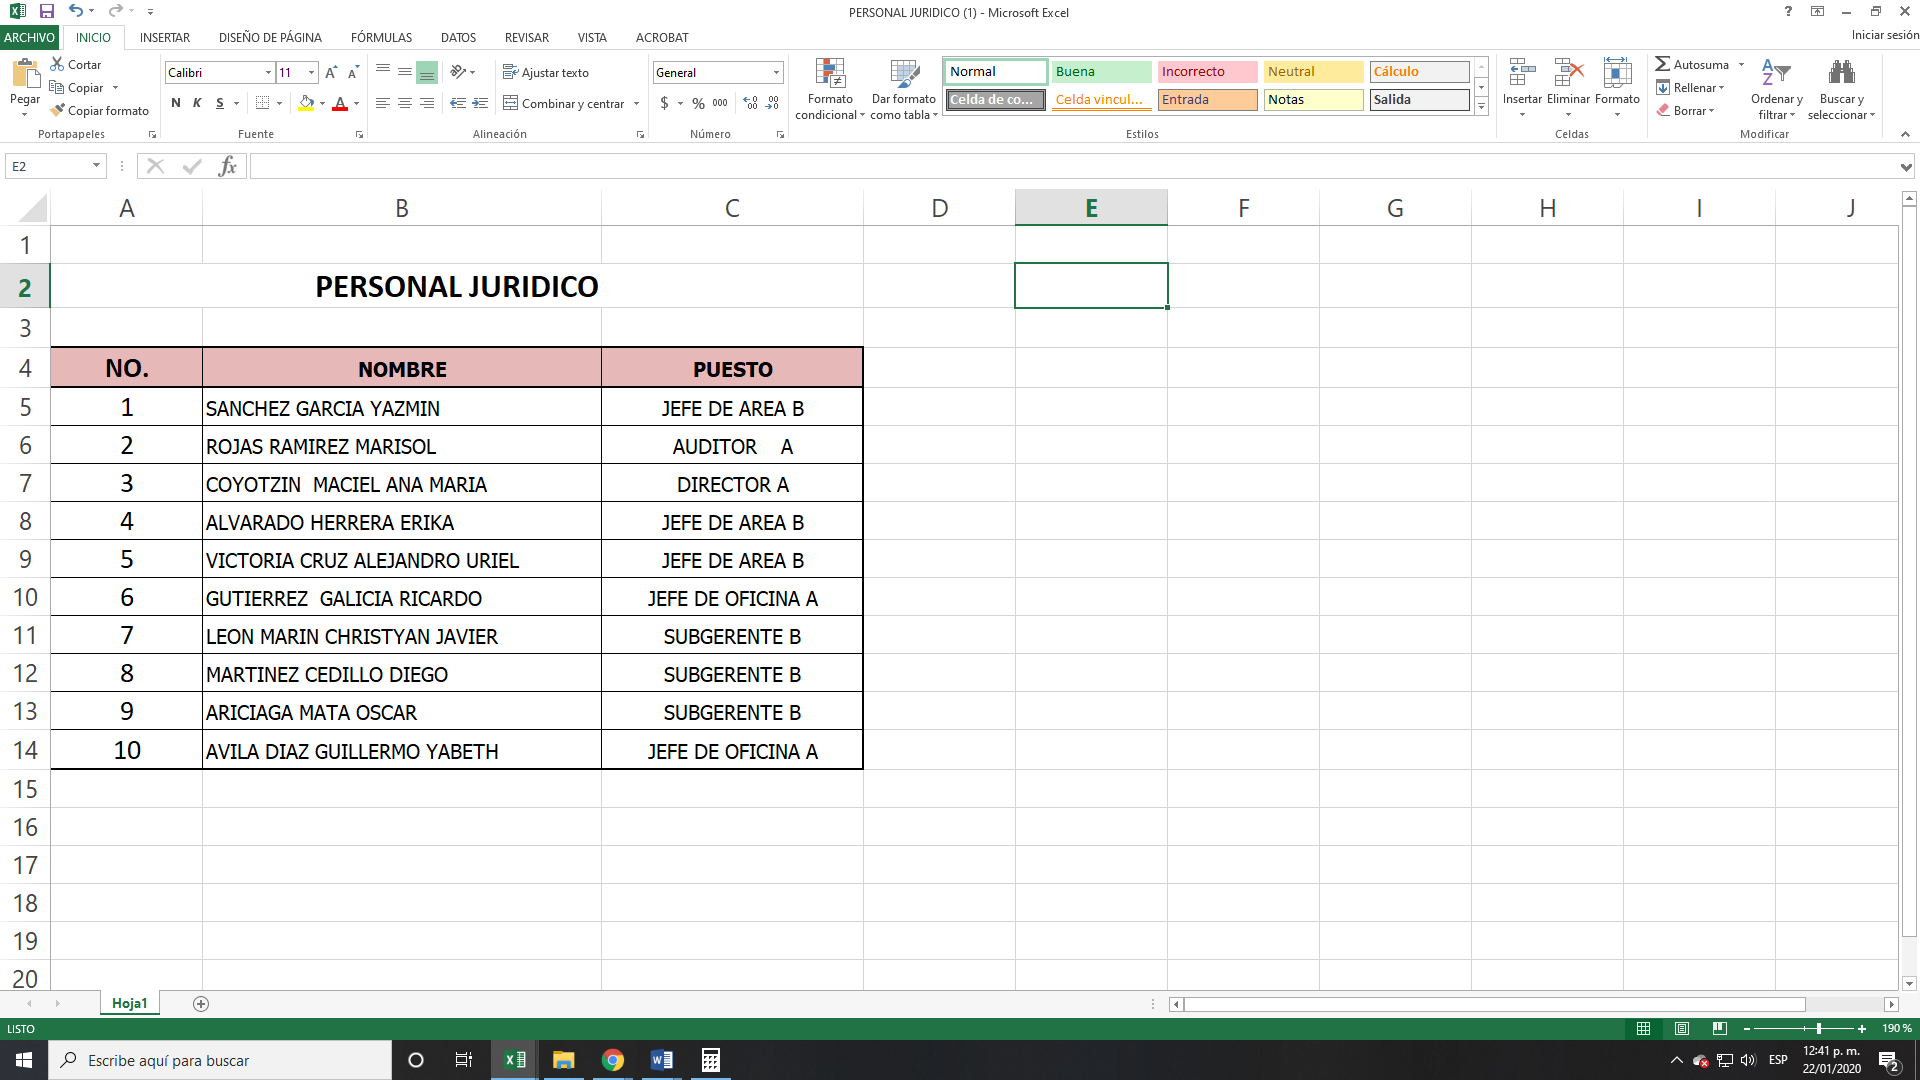 PERSONAL JURIDICO (1) - Microsoft Excel
ARCHIVO INICIO INSERTAR DISEÑO DE PÁGINA FÓRMULAS DATOS REVISAR VISTA ACROBAT
Iniciar sesión
Pegar
Cortar
Copiar
Copiar formato
Portapapeles
Calibri 11
N K S
Fuente
Ajustar texto
Combinar y centrar
Alineación
General
$ % 000
Número
Formato condicional
Dar formato como tabla
Normal Buena Incorrecto Neutral Cálculo
Celda de co... Celda vincul... Entrada Notas Salida
Estilos
Insertar Eliminar Formato
Celdas
Autosuma
Rellenar
Borrar
Ordenar y filtrar
Buscar y seleccionar
Modificar
E2
fx
A B C D E F G H I J
1
2 PERSONAL JURIDICO
3
4 NO. NOMBRE PUESTO
5 1 SANCHEZ GARCIA YAZMIN JEFE DE AREA B
6 2 ROJAS RAMIREZ MARISOL AUDITOR A
7 3 COYOTZIN MACIEL ANA MARIA DIRECTOR A
8 4 ALVARADO HERRERA ERIKA JEFE DE AREA B
9 5 VICTORIA CRUZ ALEJANDRO URIEL JEFE DE AREA B
10 6 GUTIERREZ GALICIA RICARDO JEFE DE OFICINA A
11 7 LEON MARIN CHRISTYAN JAVIER SUBGERENTE B
12 8 MARTINEZ CEDILLO DIEGO SUBGERENTE B
13 9 ARICIAGA MATA OSCAR SUBGERENTE B
14 10 AVILA DIAZ GUILLERMO YABETH JEFE DE OFICINA A
15
16
17
18
19
20
Hoja1
LISTO
190 %
Escribe aquí para buscar
ESP
12:41 p. m.
22/01/2020
2